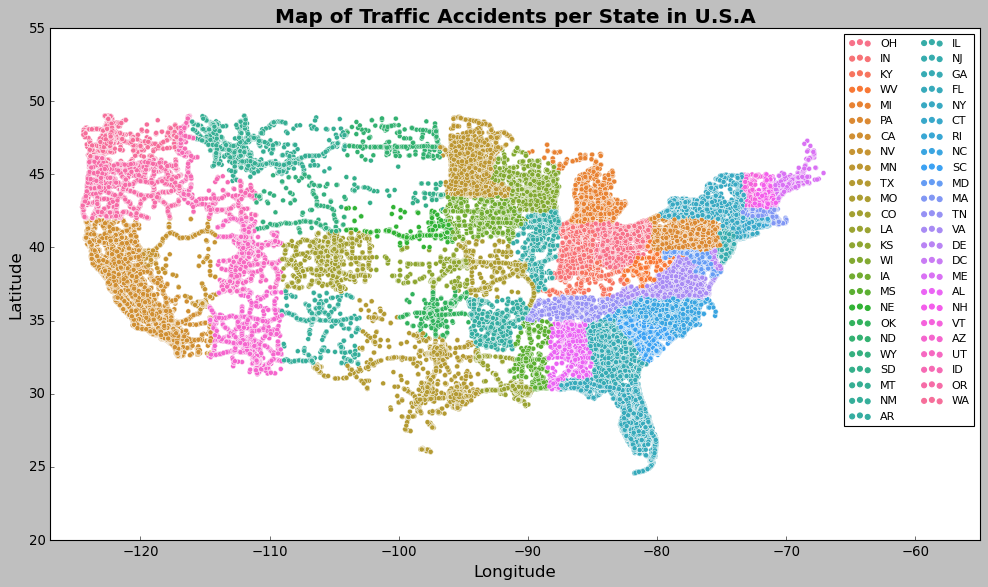 Map of Traffic Accidents per State in U.S.A
Latitude
55
50
45
40
35
30
25
20
−120
−110
−100
−90
−80
−70
−60
Longitude
OH
IN
KY
WV
MI
PA
CA
NV
MN
TX
MO
CO
LA
KS
WI
IA
MS
NE
OK
ND
WY
SD
MT
NM
AR
IL
NJ
GA
FL
NY
CT
RI
NC
SC
MD
MA
TN
VA
DE
DC
ME
AL
NH
VT
AZ
UT
ID
OR
WA